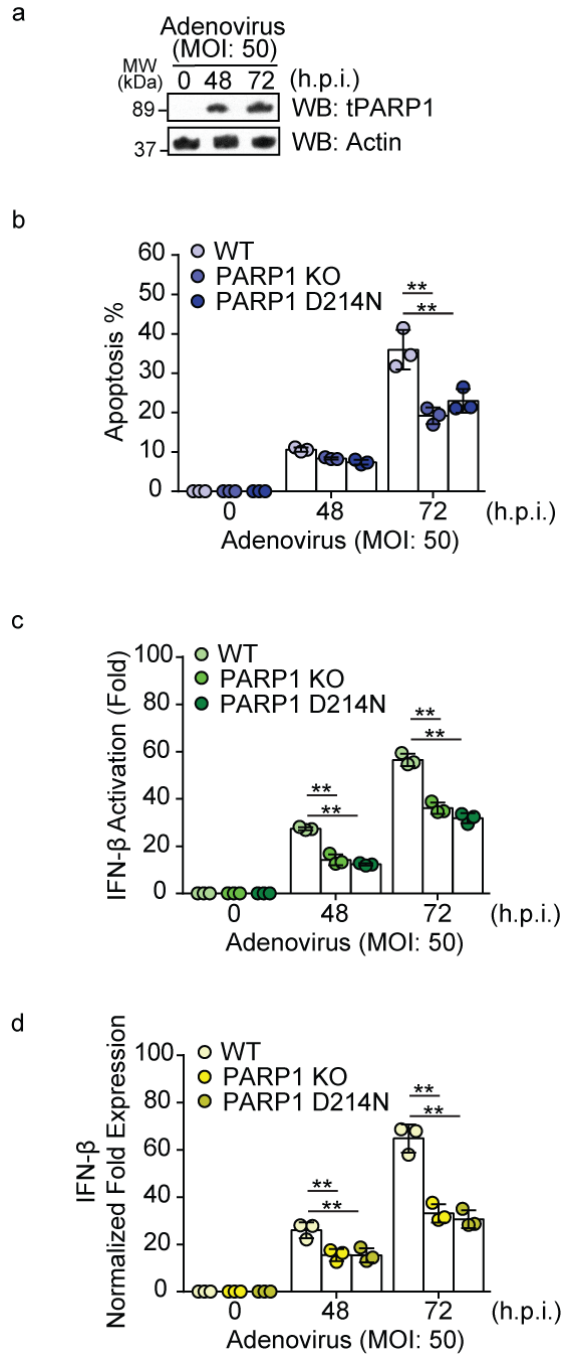 a
Adenovirus
(MOI: 50)
MW
(kDa)
0 48 72 (h.p.i.)
89 WB: tPARP1
37 WB: Actin
b
Apoptosis %
60
50
40
30
20
10
0
WT
PARP1 KO
PARP1 D214N
**
**
0 48 72 (h.p.i.)
Adenovirus (MOI: 50)
c
IFN-β Activation (Fold)
100
80
60
40
20
0
WT
PARP1 KO
PARP1 D214N
**
**
**
**
0 48 72 (h.p.i.)
Adenovirus (MOI: 50)
d
IFN-β
Normalized Fold Expression
100
80
60
40
20
0
WT
PARP1 KO
PARP1 D214N
**
**
**
**
0 48 72 (h.p.i.)
Adenovirus (MOI: 50)